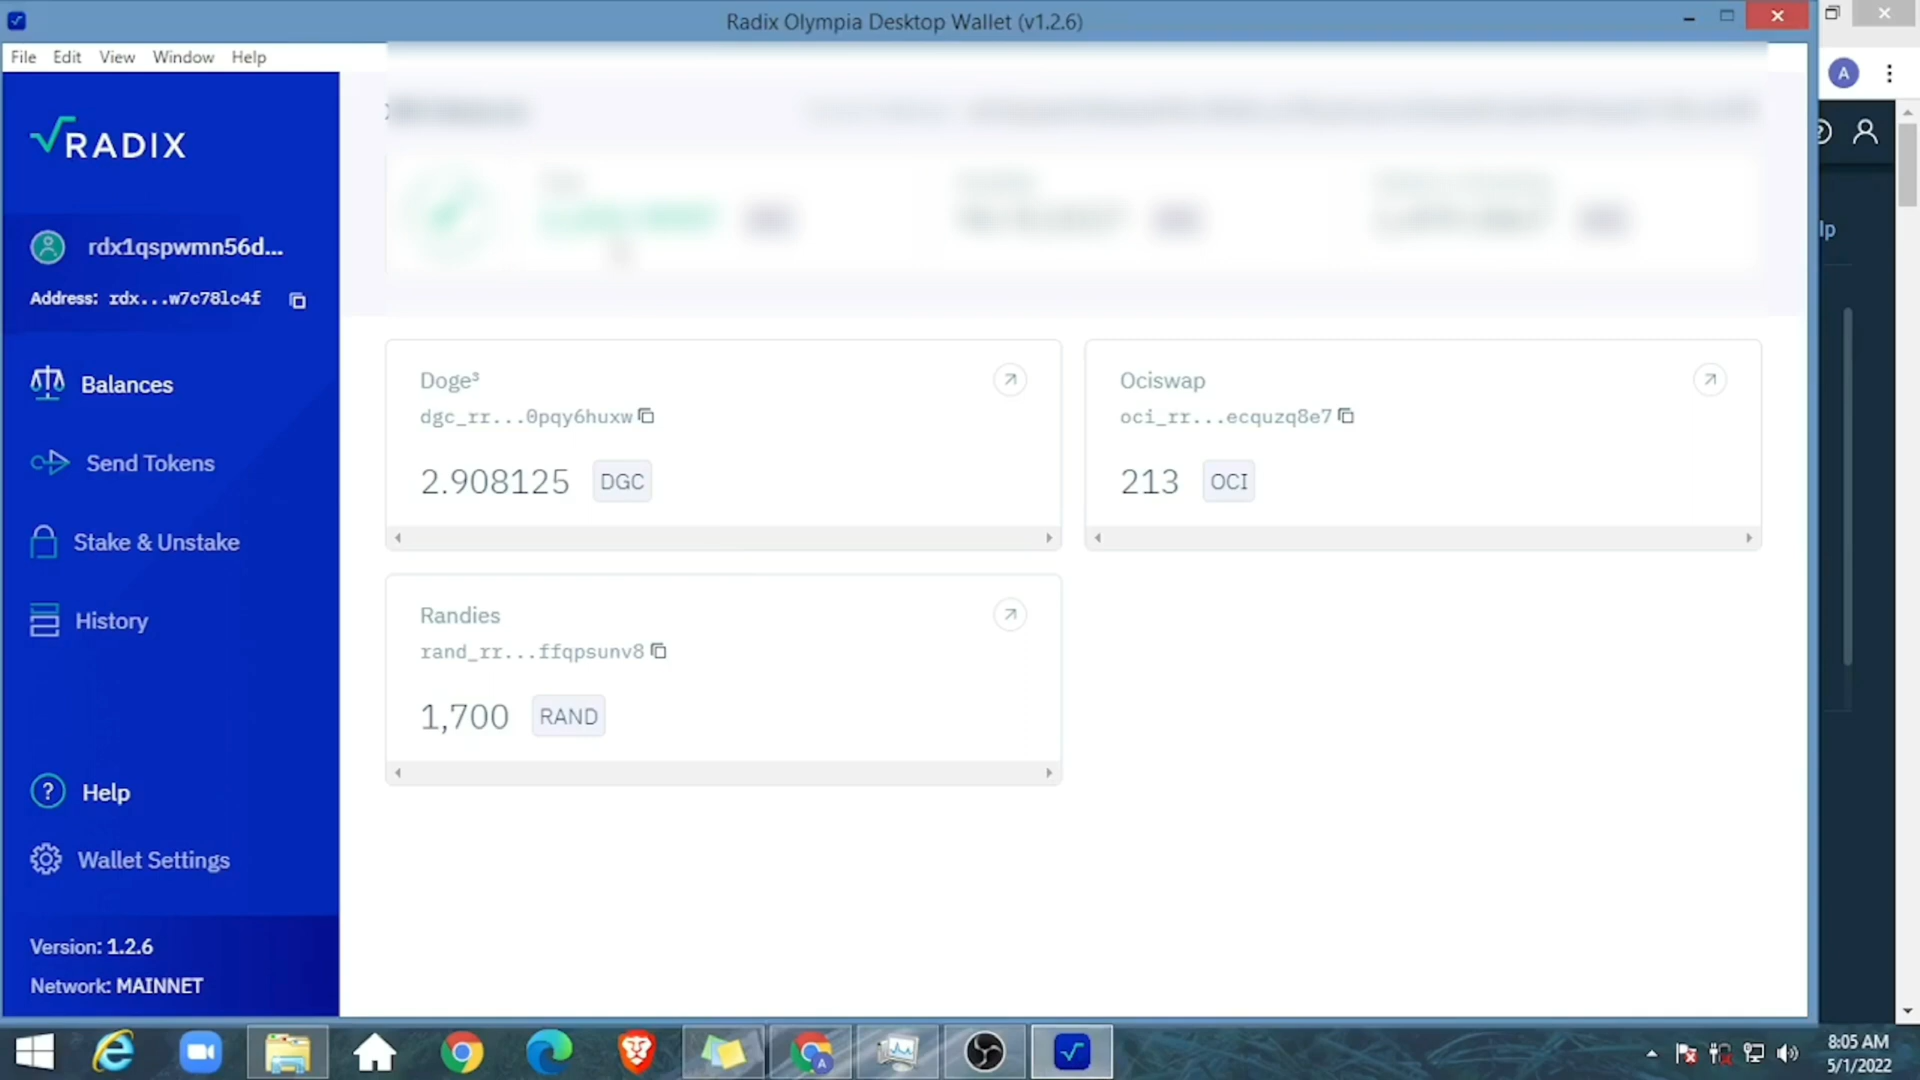 Radix Olympia Desktop Wallet (v1.2.6)
File Edit View Window Help
A
RADIX
rdx1qspwmn56d...
Address: rdx...w7c78lc4f
lp
Balances
Send Tokens
Stake & Unstake
History
Doge³
dgc_rr...0pqy6huxw
2.908125 DGC
Ociswap
oci_rr...ecquzq8e7
213 OCI
Randies
rand_rr...ffqpsunv8
1,700 RAND
Help
Wallet Settings
Version: 1.2.6
Network: MAINNET
8:05 AM
5/1/2022